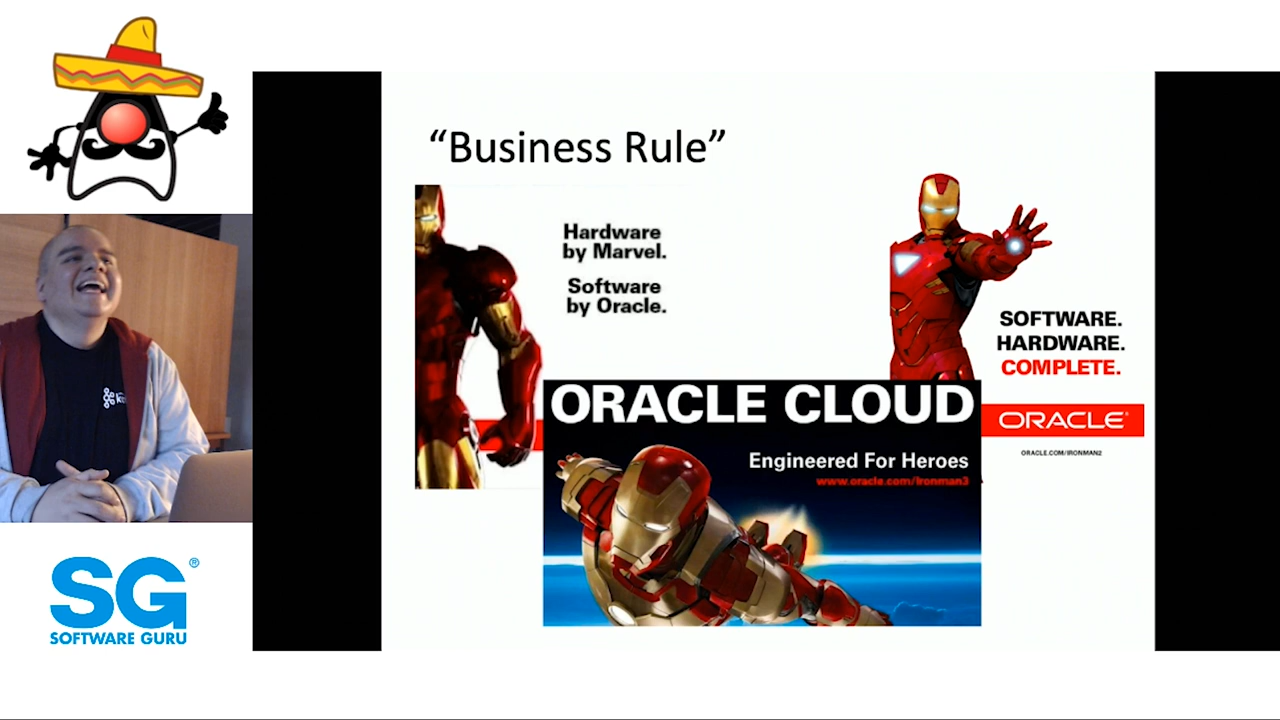 “Business Rule”
Hardware
by Marvel.
Software
by Oracle.
SOFTWARE.
HARDWARE.
COMPLETE.
ORACLE®
ORACLE.COM/IRONMAN2
ORACLE CLOUD
Engineered For Heroes
www.oracle.com/ironman3
SG®
SOFTWARE GURU